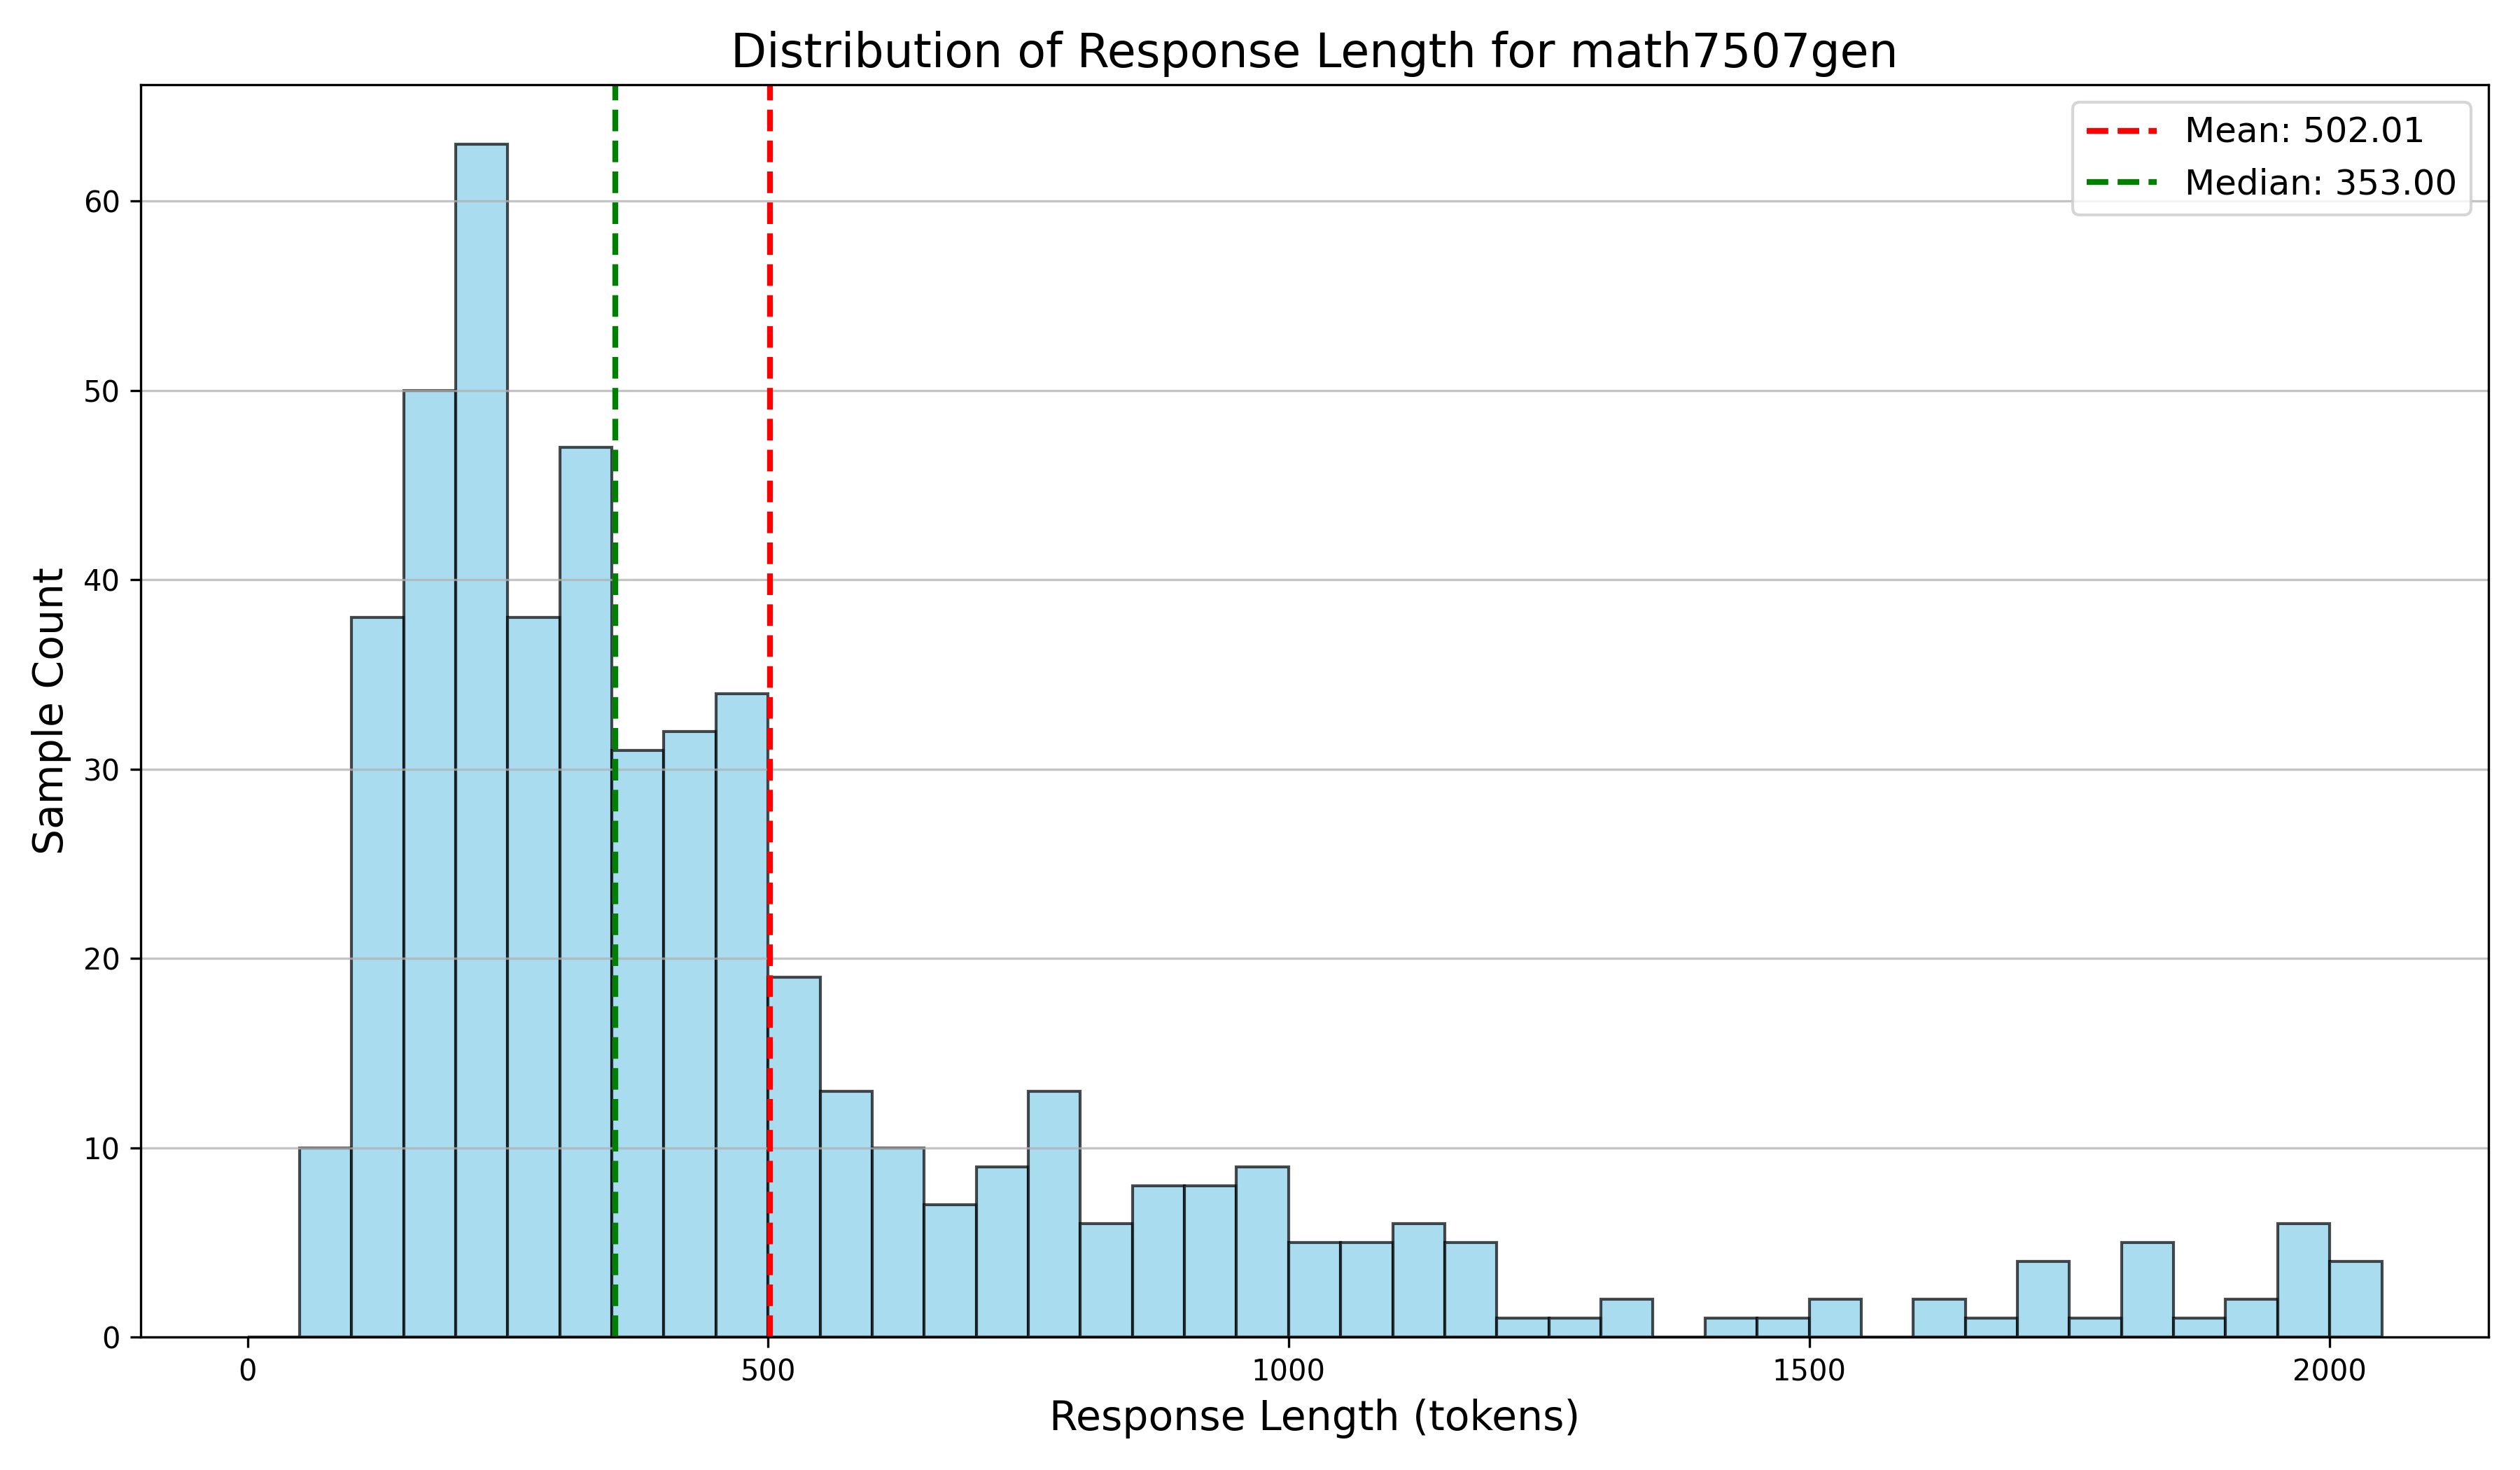 Distribution of Response Length for math7507gen
Mean: 502.01
Median: 353.00
Sample Count
60
50
40
30
20
10
0
0 500 1000 1500 2000
Response Length (tokens)